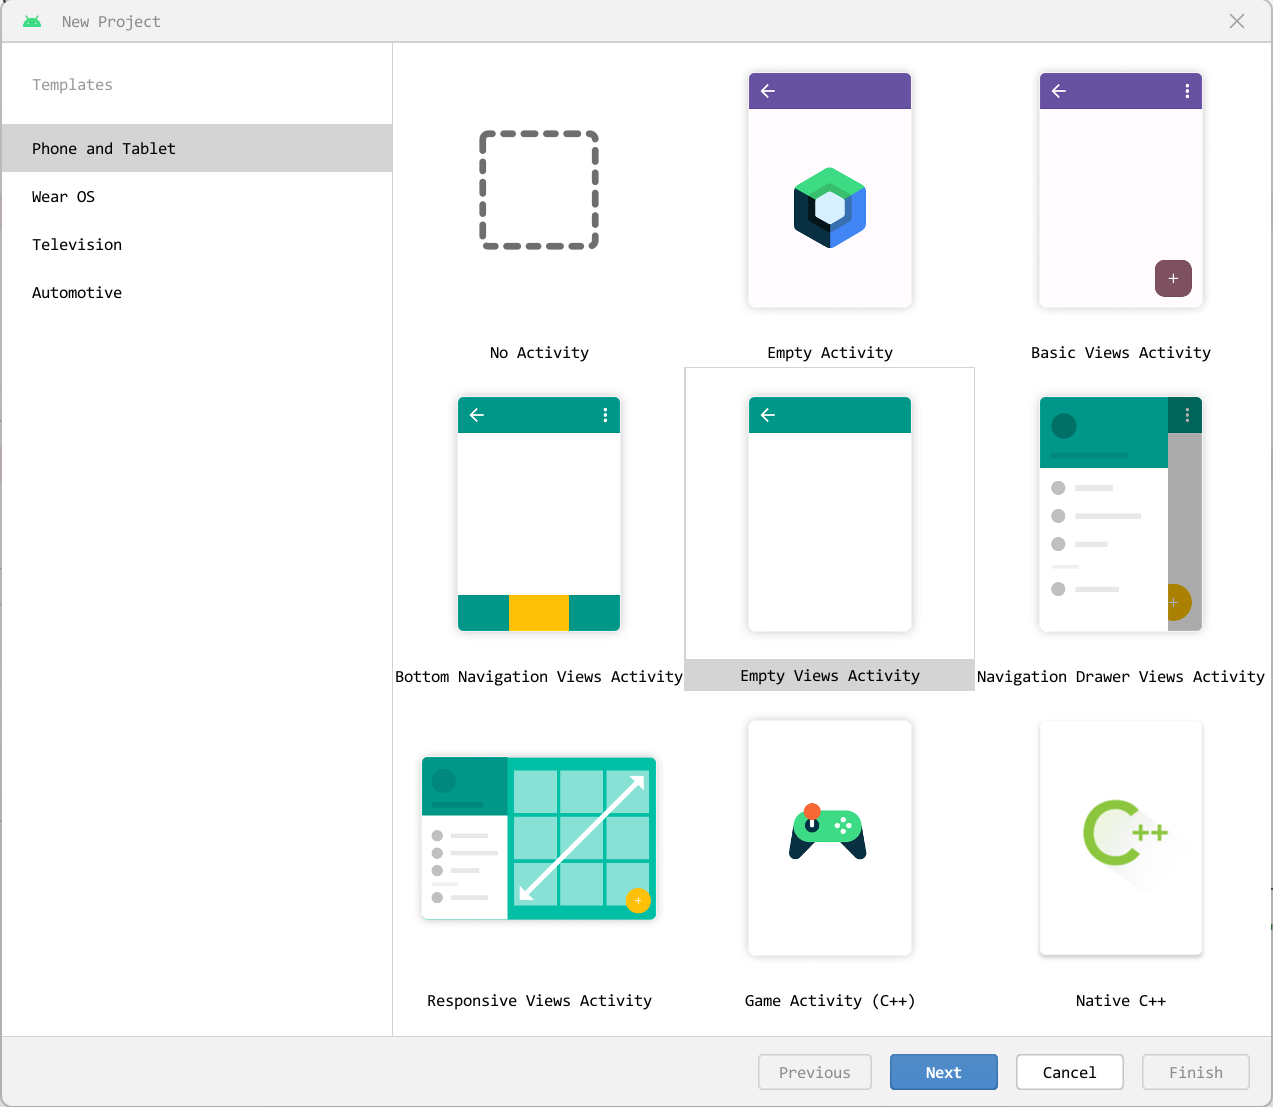 New Project
Templates
Phone and Tablet
Wear OS
Television
Automotive
No Activity
Empty Activity
Basic Views Activity
Bottom Navigation Views Activity
Empty Views Activity
Navigation Drawer Views Activity
C++
Responsive Views Activity
Game Activity (C++)
Native C++
Previous
Next
Cancel
Finish